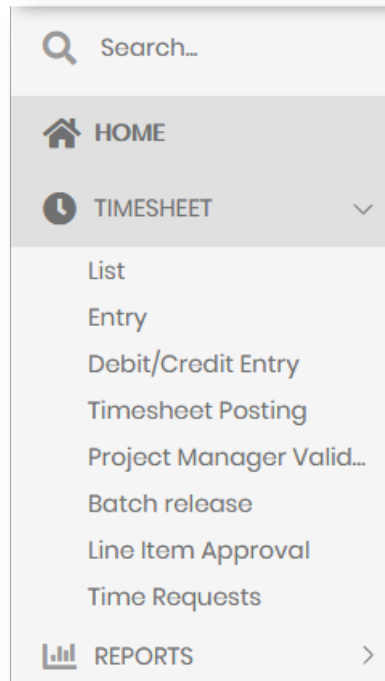 Search...
HOME
TIMESHEET
List
Entry
Debit/Credit Entry
Timesheet Posting
Project Manager Valid...
Batch release
Line Item Approval
Time Requests
REPORTS